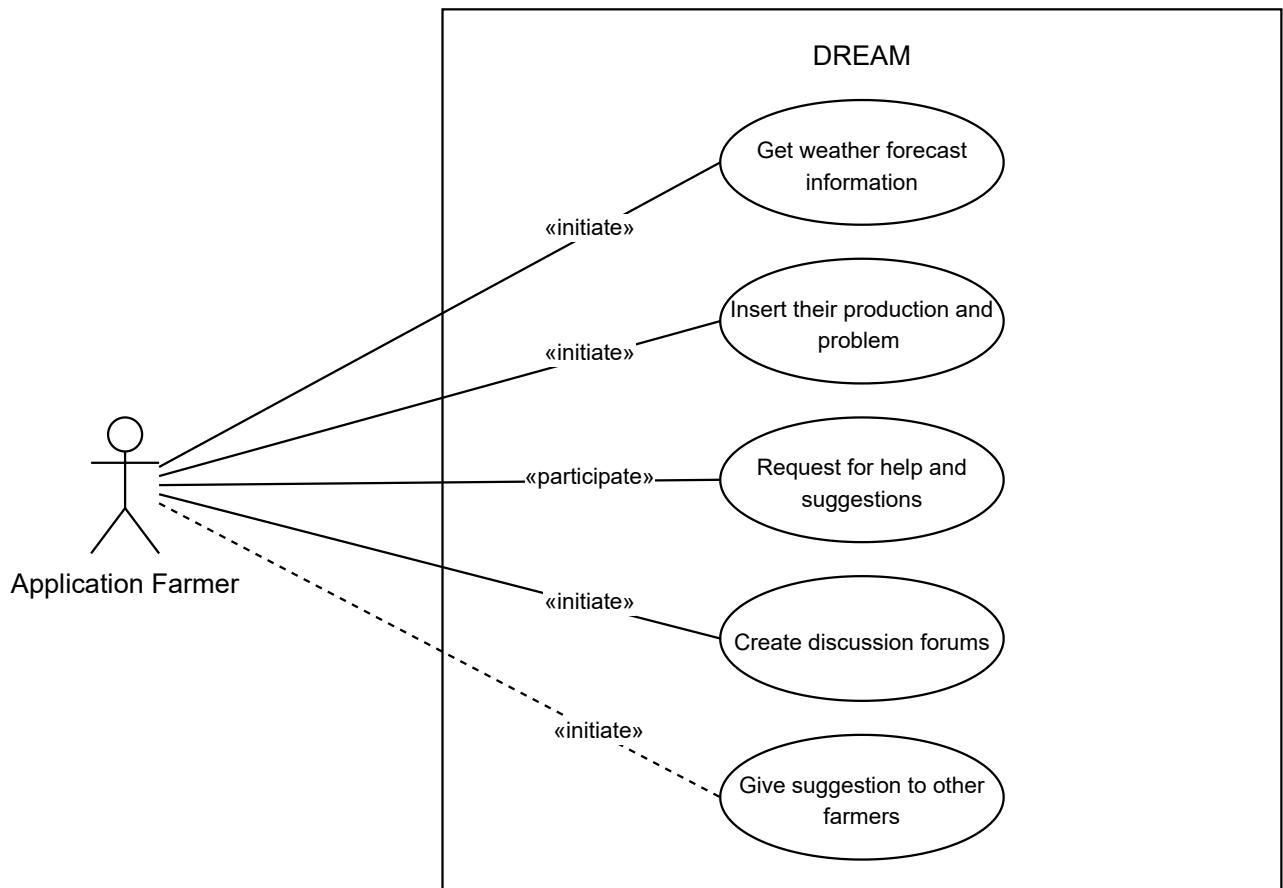 DREAM
Get weather forecast
information
«initiate»
Insert their production and
problem
«initiate»
Request for help and
suggestions
«participate»
Application Farmer
«initiate»
Create discussion forums
«initiate»
Give suggestion to other
farmers